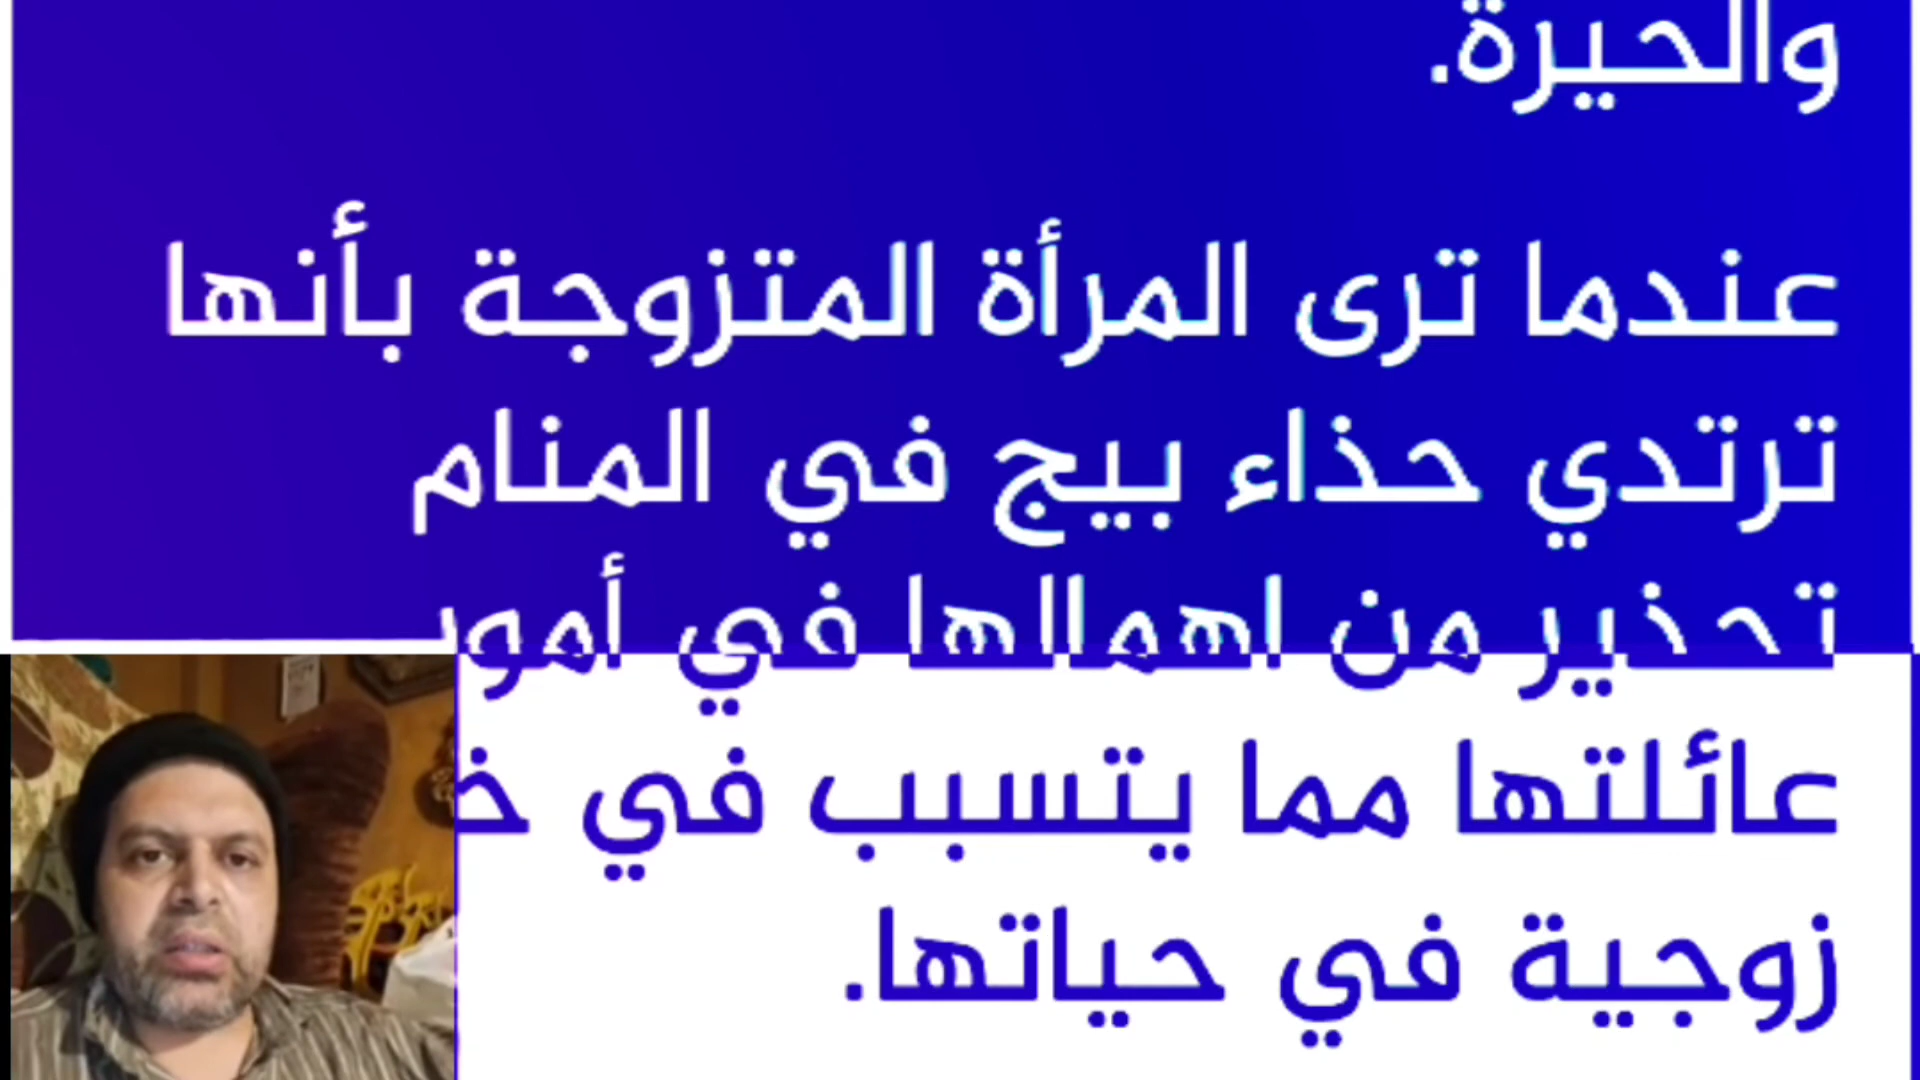 والحيرة.
عندما ترى المرأة المتزوجة بأنها
ترتدي حذاء بيج في المنام
تحذير من اهمالها في أمور
عائلتها مما يتسبب في
زوجية في حياتها.